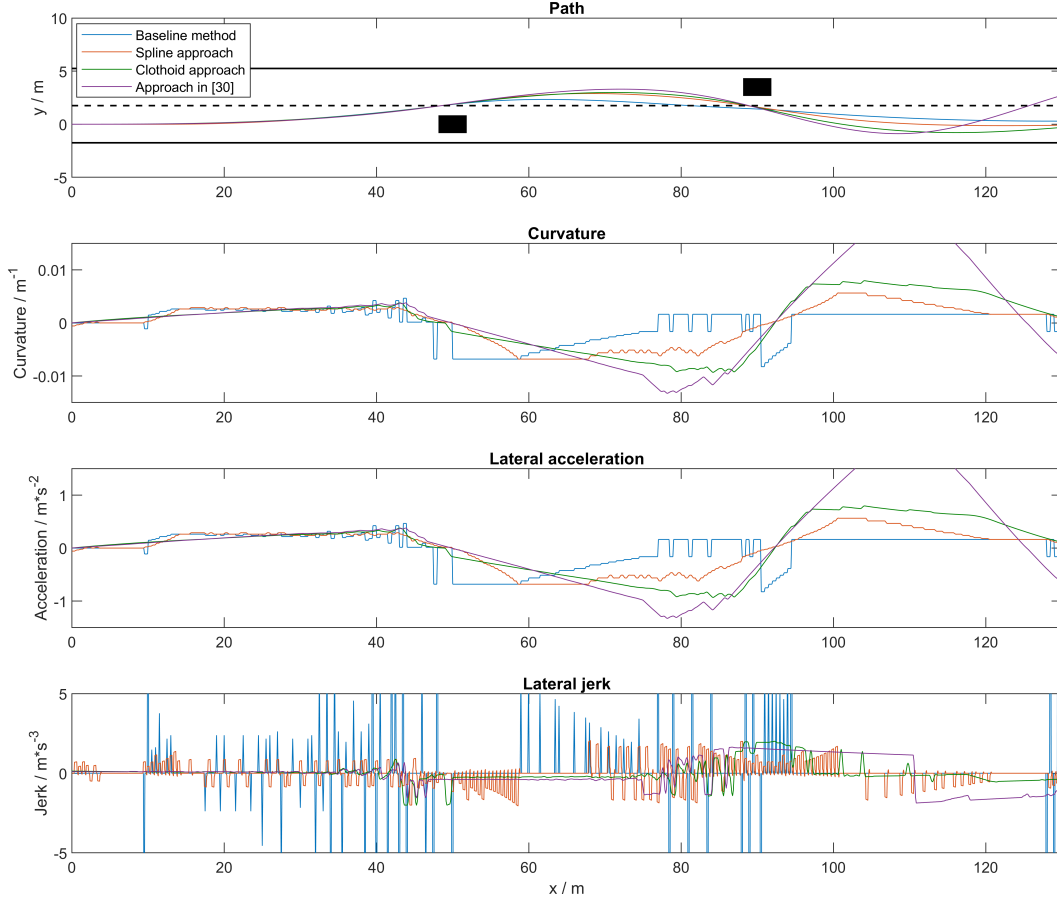 Path
Baseline method
Spline approach
Clothoid approach
Approach in [30]
y / m
10
5
0
-5
0 20 40 60 80 100 120
Curvature
Curvature / m-1
0.01
0
-0.01
0 20 40 60 80 100 120
Lateral acceleration
Acceleration / m*s-2
1
0
-1
0 20 40 60 80 100 120
Lateral jerk
Jerk / m*s-3
5
0
-5
0 20 40 60 80 100 120
x / m